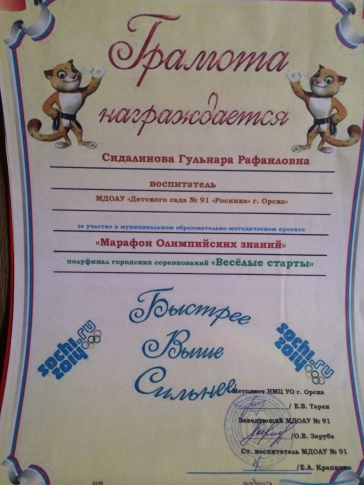 Грамота
награждается
Сидалинова Гульнара Рафаиловна
воспитатель
МДОАУ «Детского сада № 91 «Росинка» г. Орска»
за участие в муниципальном образовательно-методическом проекте
«Марафон Олимпийских знаний»
полуфинал городских соревнований «Весёлые старты»
Быстрее
Выше
Сильнее
sochi.ru
2014
sochi.ru
2014
Методист НМЦ УО г. Орска
/ Е.В. Терен
Заведующий МДОАУ № 91
/О.В. Заруба
Ст. воспитатель МДОАУ № 91
/Е.А.